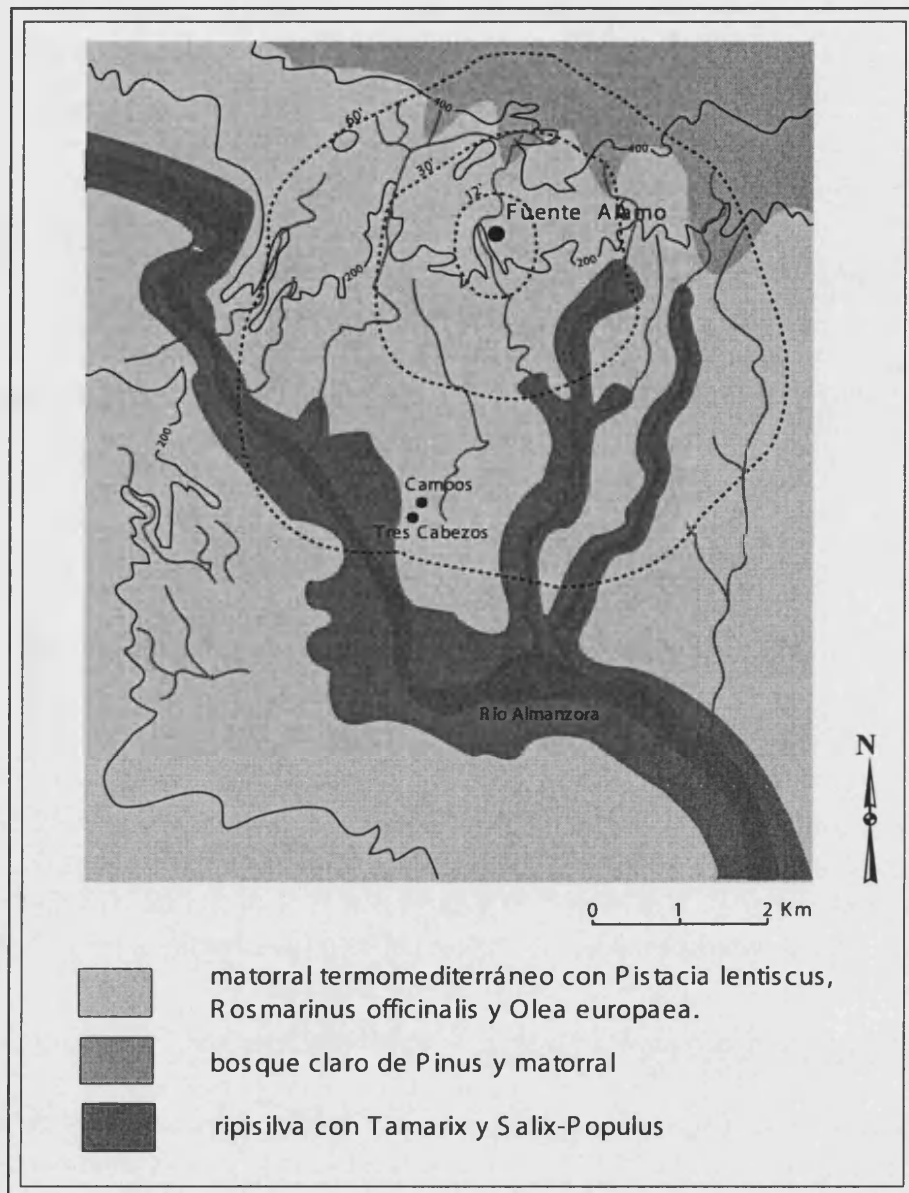 400
60'
400
30'
12'
Fuente Alamo
200
200
200
Campos
Tres Cabezos
Río Almanzora
N
0 1 2 Km
matorral termomediterráneo con Pistacia lentiscus,
Rosmarinus officinalis y Olea europaea.
bosque claro de Pinus y matorral
ripisilva con Tamarix y Salix-Populus